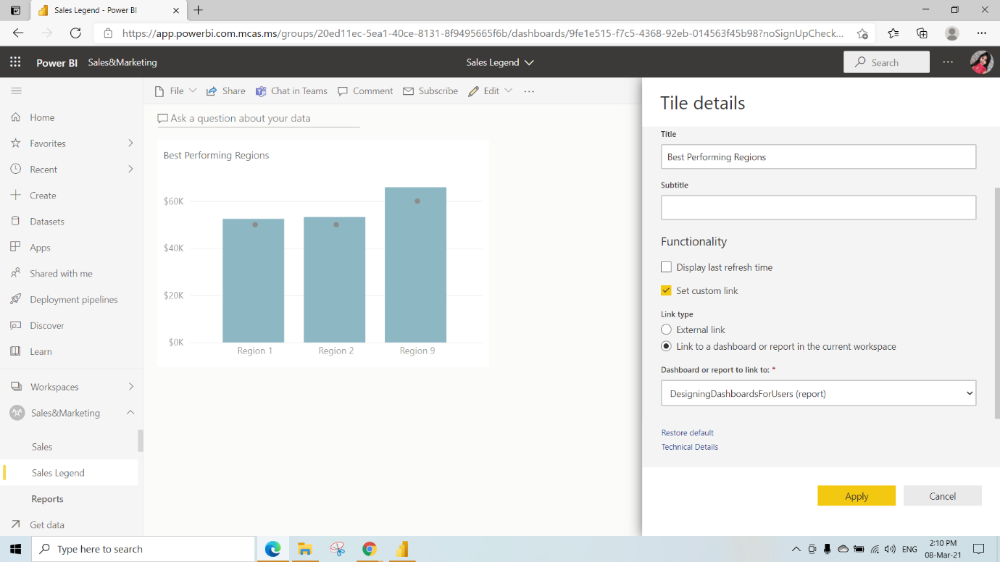 Sales Legend - Power BI
https://app.powerbi.com.mcas.ms/groups/20ed11ec-5ea1-40ce-8131-8f9495665f6b/dashboards/9fe1e515-f7c5-4368-92eb-014563f45b98?noSignUpCheck...
Power BI Sales&Marketing Sales Legend Search
File Share Chat in Teams Comment Subscribe Edit
Ask a question about your data
Home
Favorites
Recent
Create
Datasets
Apps
Shared with me
Deployment pipelines
Discover
Learn
Workspaces
Sales&Marketing
Sales
Sales Legend
Reports
Get data
Best Performing Regions
$60K
$40K
$20K
$0K
Region 1 Region 2 Region 9
Tile details
Title
Best Performing Regions
Subtitle
Functionality
Display last refresh time
Set custom link
Link type
External link
Link to a dashboard or report in the current workspace
Dashboard or report to link to: *
DesigningDashboardsForUsers (report)
Restore default
Technical Details
Apply Cancel
Type here to search
ENG
2:10 PM
08-Mar-21